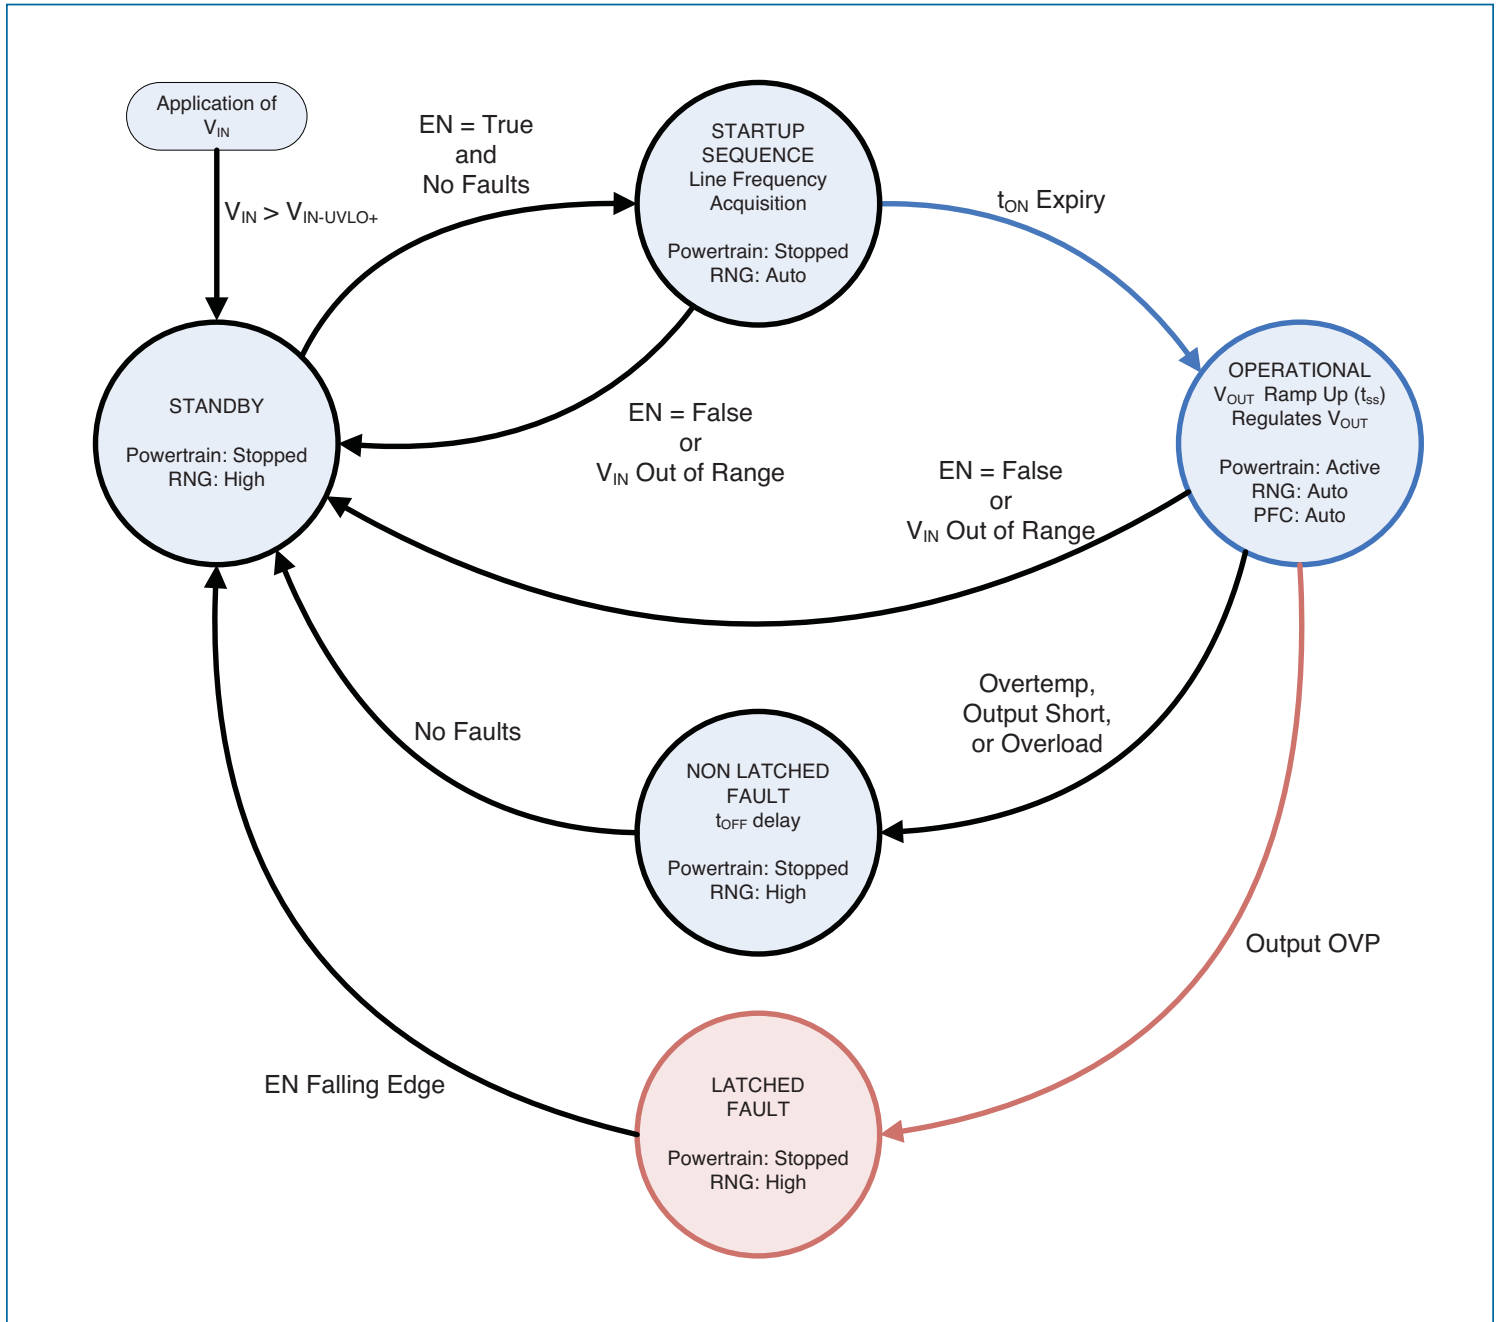 Application of
VIN
VIN > VIN-UVLO+
EN = True
and
No Faults
STARTUP
SEQUENCE
Line Frequency
Acquisition
Powertrain: Stopped
RNG: Auto
tON Expiry
STANDBY
Powertrain: Stopped
RNG: High
EN = False
or
VIN Out of Range
OPERATIONAL
VOUT Ramp Up (tss)
Regulates VOUT
Powertrain: Active
RNG: Auto
PFC: Auto
EN = False
or
VIN Out of Range
No Faults
Overtemp,
Output Short,
or Overload
NON LATCHED
FAULT
tOFF delay
Powertrain: Stopped
RNG: High
Output OVP
EN Falling Edge
LATCHED
FAULT
Powertrain: Stopped
RNG: High